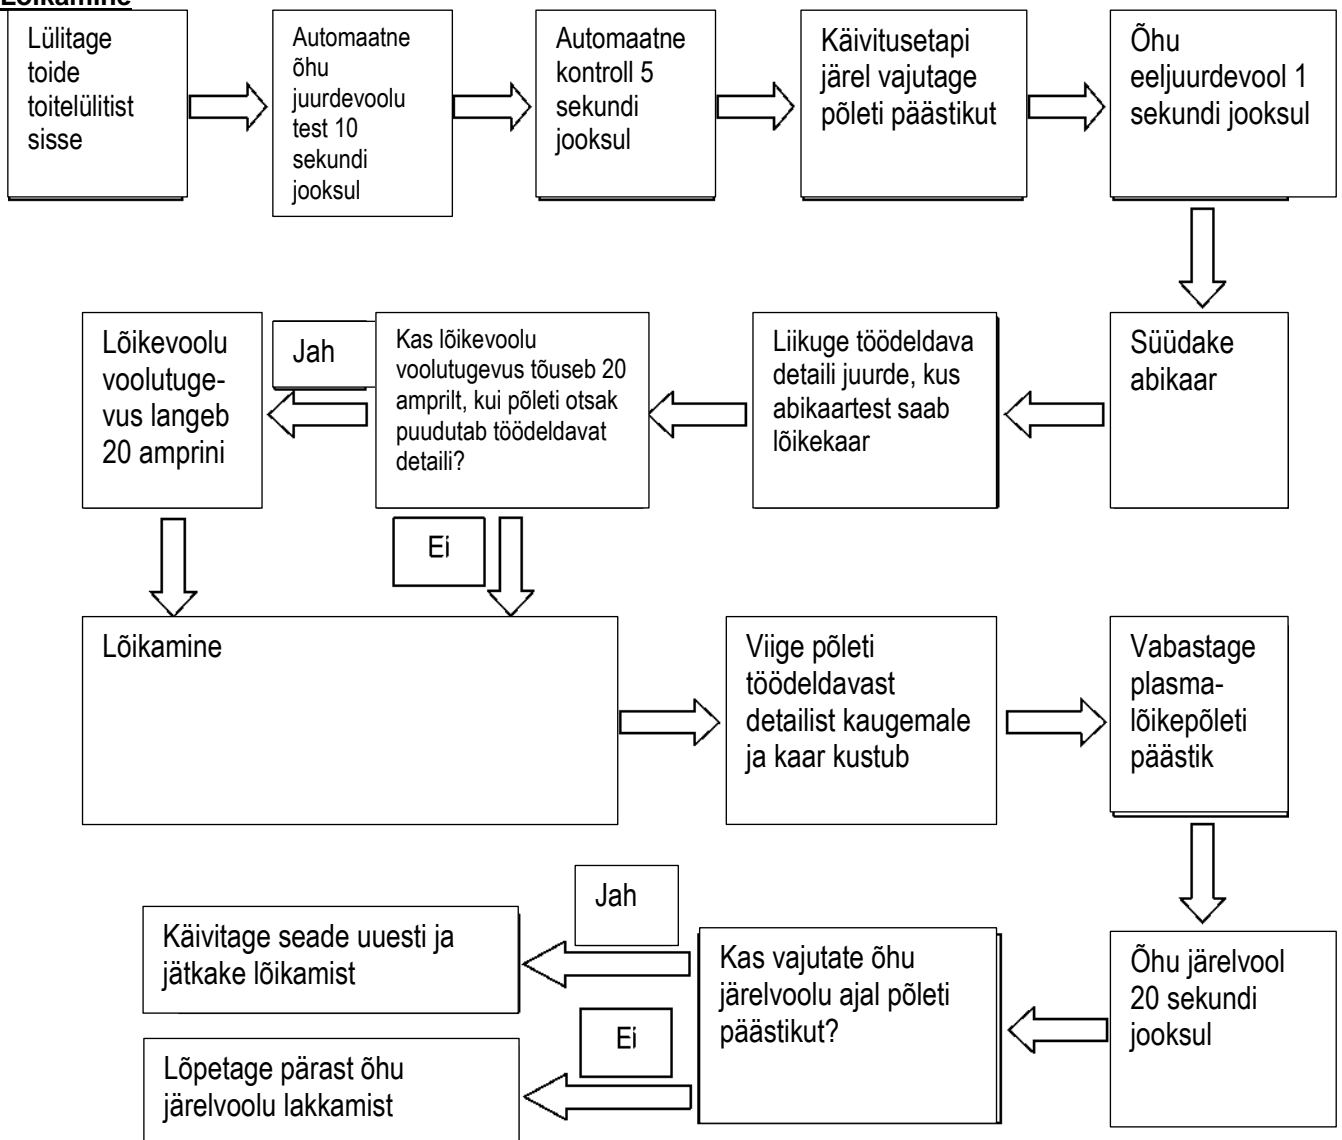 Lõikamine
Lülitage
toide
toitelülitist
sisse
Automaatne
õhu
juurdevoolu
test 10
sekundi
jooksul
Automaatne
kontroll 5
sekundi
jooksul
Käivitusetapi
järel vajutage
põleti päästikut
Õhu
eeljuurdevool 1
sekundi jooksul
Lõikevoolu
voolutuge-
vus langeb
20 amprini
Jah
Kas lõikevoolu
voolutugevus tõuseb 20
amprilt, kui põleti otsak
puudutab töödeldavat
detaili?
Liikuge töödeldava
detaili juurde, kus
abikaartest saab
lõikekaar
Süüdake
abikaar
Ei
Lõikamine
Viige põleti
töödeldavast
detailist kaugemale
ja kaar kustub
Vabastage
plasma-
lõikepõleti
päästik
Jah
Käivitage seade uuesti ja
jätkake lõikamist
Kas vajutate õhu
järelvoolu ajal põleti
päästikut?
Õhu järelvool
20 sekundi
jooksul
Ei
Lõpetage pärast õhu
järelvoolu lakkamist